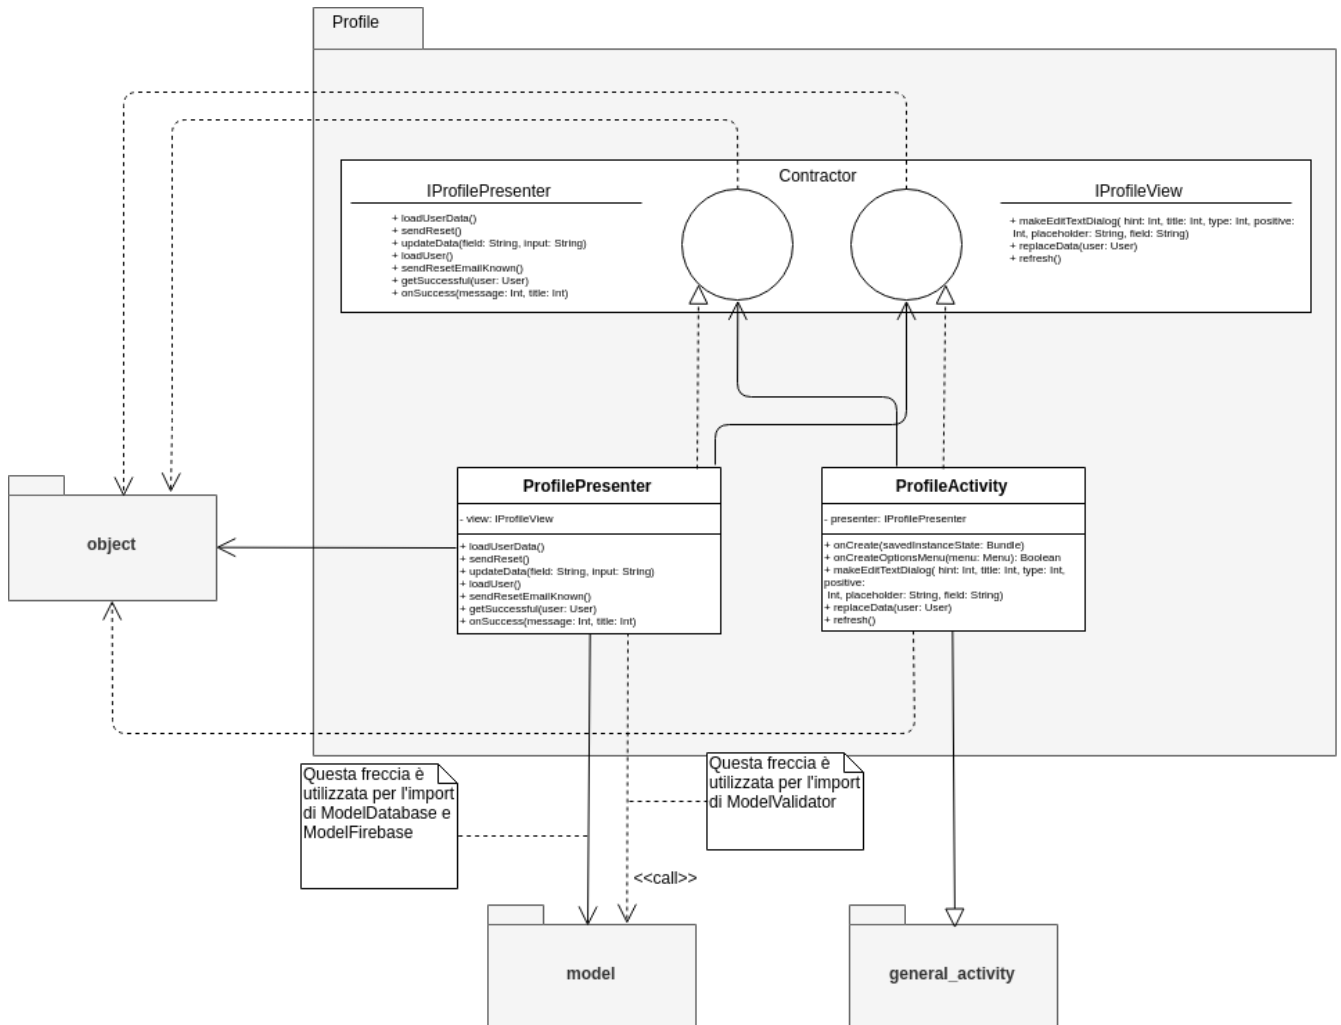 Profile
Contractor
IProfilePresenter
+ loadUserData()
+ sendReset()
+ updateData(field: String, input: String)
+ loadUser()
+ sendResetEmailKnown()
+ getSuccessful(user: User)
+ onSuccess(message: Int, title: Int)
IProfileView
+ makeEditTextDialog( hint: Int, title: Int, type: Int, positive:
Int, placeholder: String, field: String)
+ replaceData(user: User)
+ refresh()
object
ProfilePresenter
- view: IProfileView
+ loadUserData()
+ sendReset()
+ updateData(field: String, input: String)
+ loadUser()
+ sendResetEmailKnown()
+ getSuccessful(user: User)
+ onSuccess(message: Int, title: Int)
ProfileActivity
- presenter: IProfilePresenter
+ onCreate(savedInstanceState: Bundle)
+ onCreateOptionsMenu(menu: Menu): Boolean
+ makeEditTextDialog( hint: Int, title: Int, type: Int,
positive:
Int, placeholder: String, field: String)
+ replaceData(user: User)
+ refresh()
Questa freccia è
utilizzata per l'import
di ModelDatabase e
ModelFirebase
Questa freccia è
utilizzata per l'import
di ModelValidator
<<call>>
model
general_activity